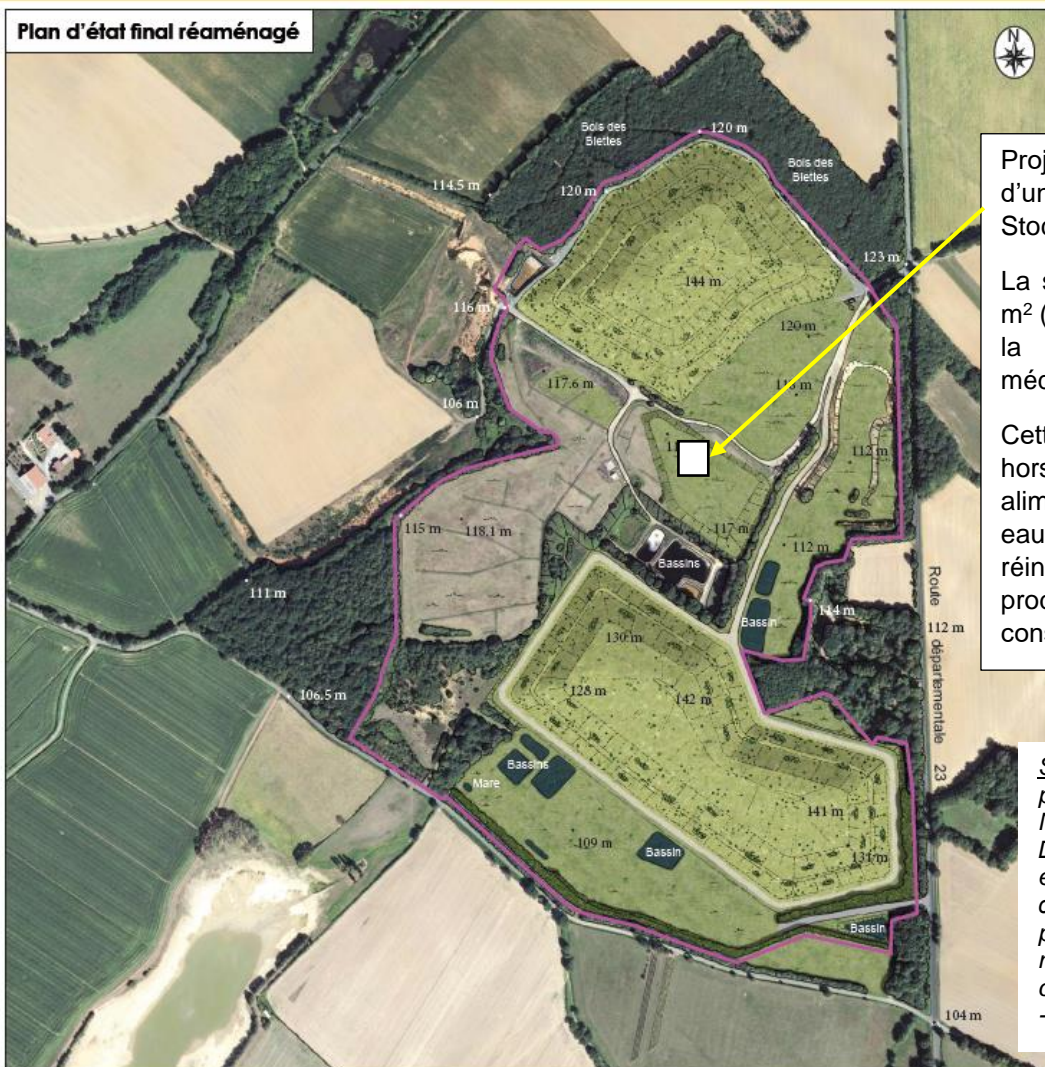 Plan d'état final réaménagé
N
Bois des
Blettes
120 m
Bois des
Blettes
114.5 m
120 m
123 m
144 m
116 m
120 m
117.6 m
106 m
112 m
115 m
118.1 m
117 m
Bassins
112 m
111 m
Bassin
114 m
Route départementale 23
112 m
130 m
128 m
142 m
106.5 m
Bassins
Mare
141 m
109 m
Bassin
131 m
Bassin
104 m
Proj
d'un
Stoc
La s
m² (
la
méc
Cett
hors
alim
eau
réin
proc
cons
S
p
l'
D
e
d
p
r
c
-